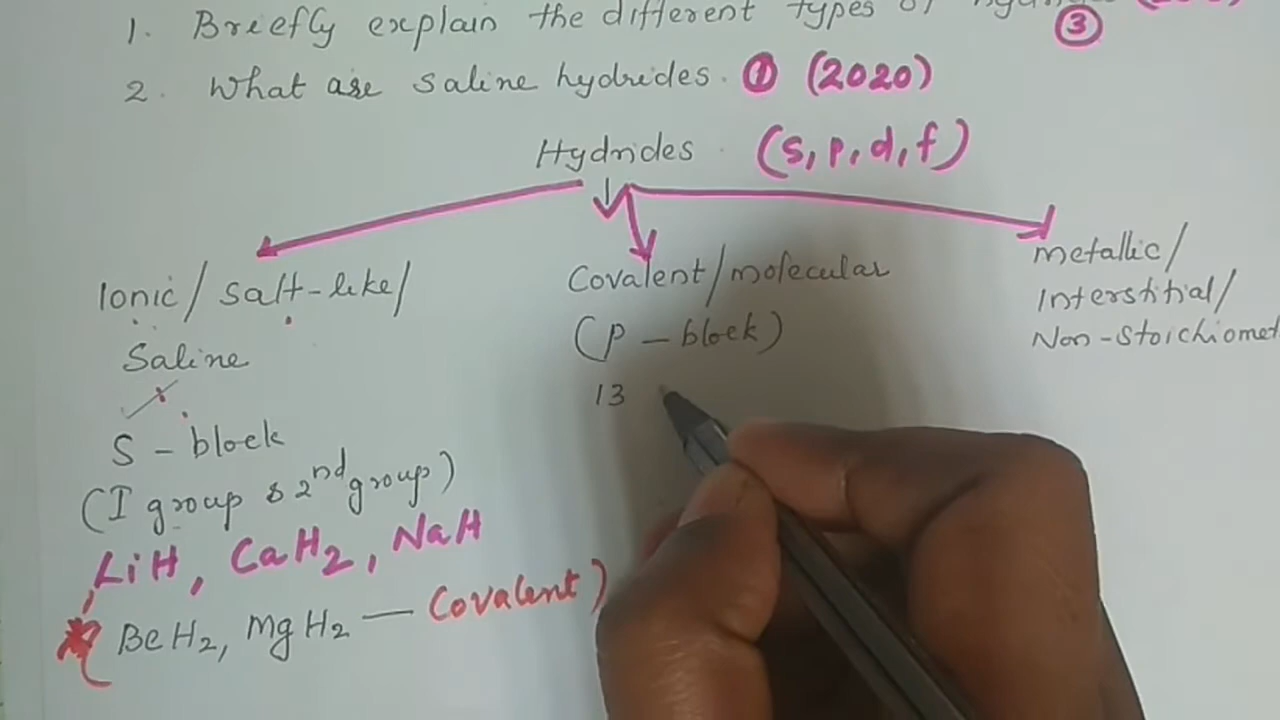 1. Breefly explain the different types of
2. What are saline hydrides. ① (2020)
③
Hydrides (s, p, d, f)
Ionic/ salt-like/
Saline
S - block
(I group & 2nd group)
LiH, CaH2, NaH
BeH2, MgH2 — Covalent)
Covalent/molecular
(P - block)
13
metallic/
Interstitial/
Non-stoichiomet